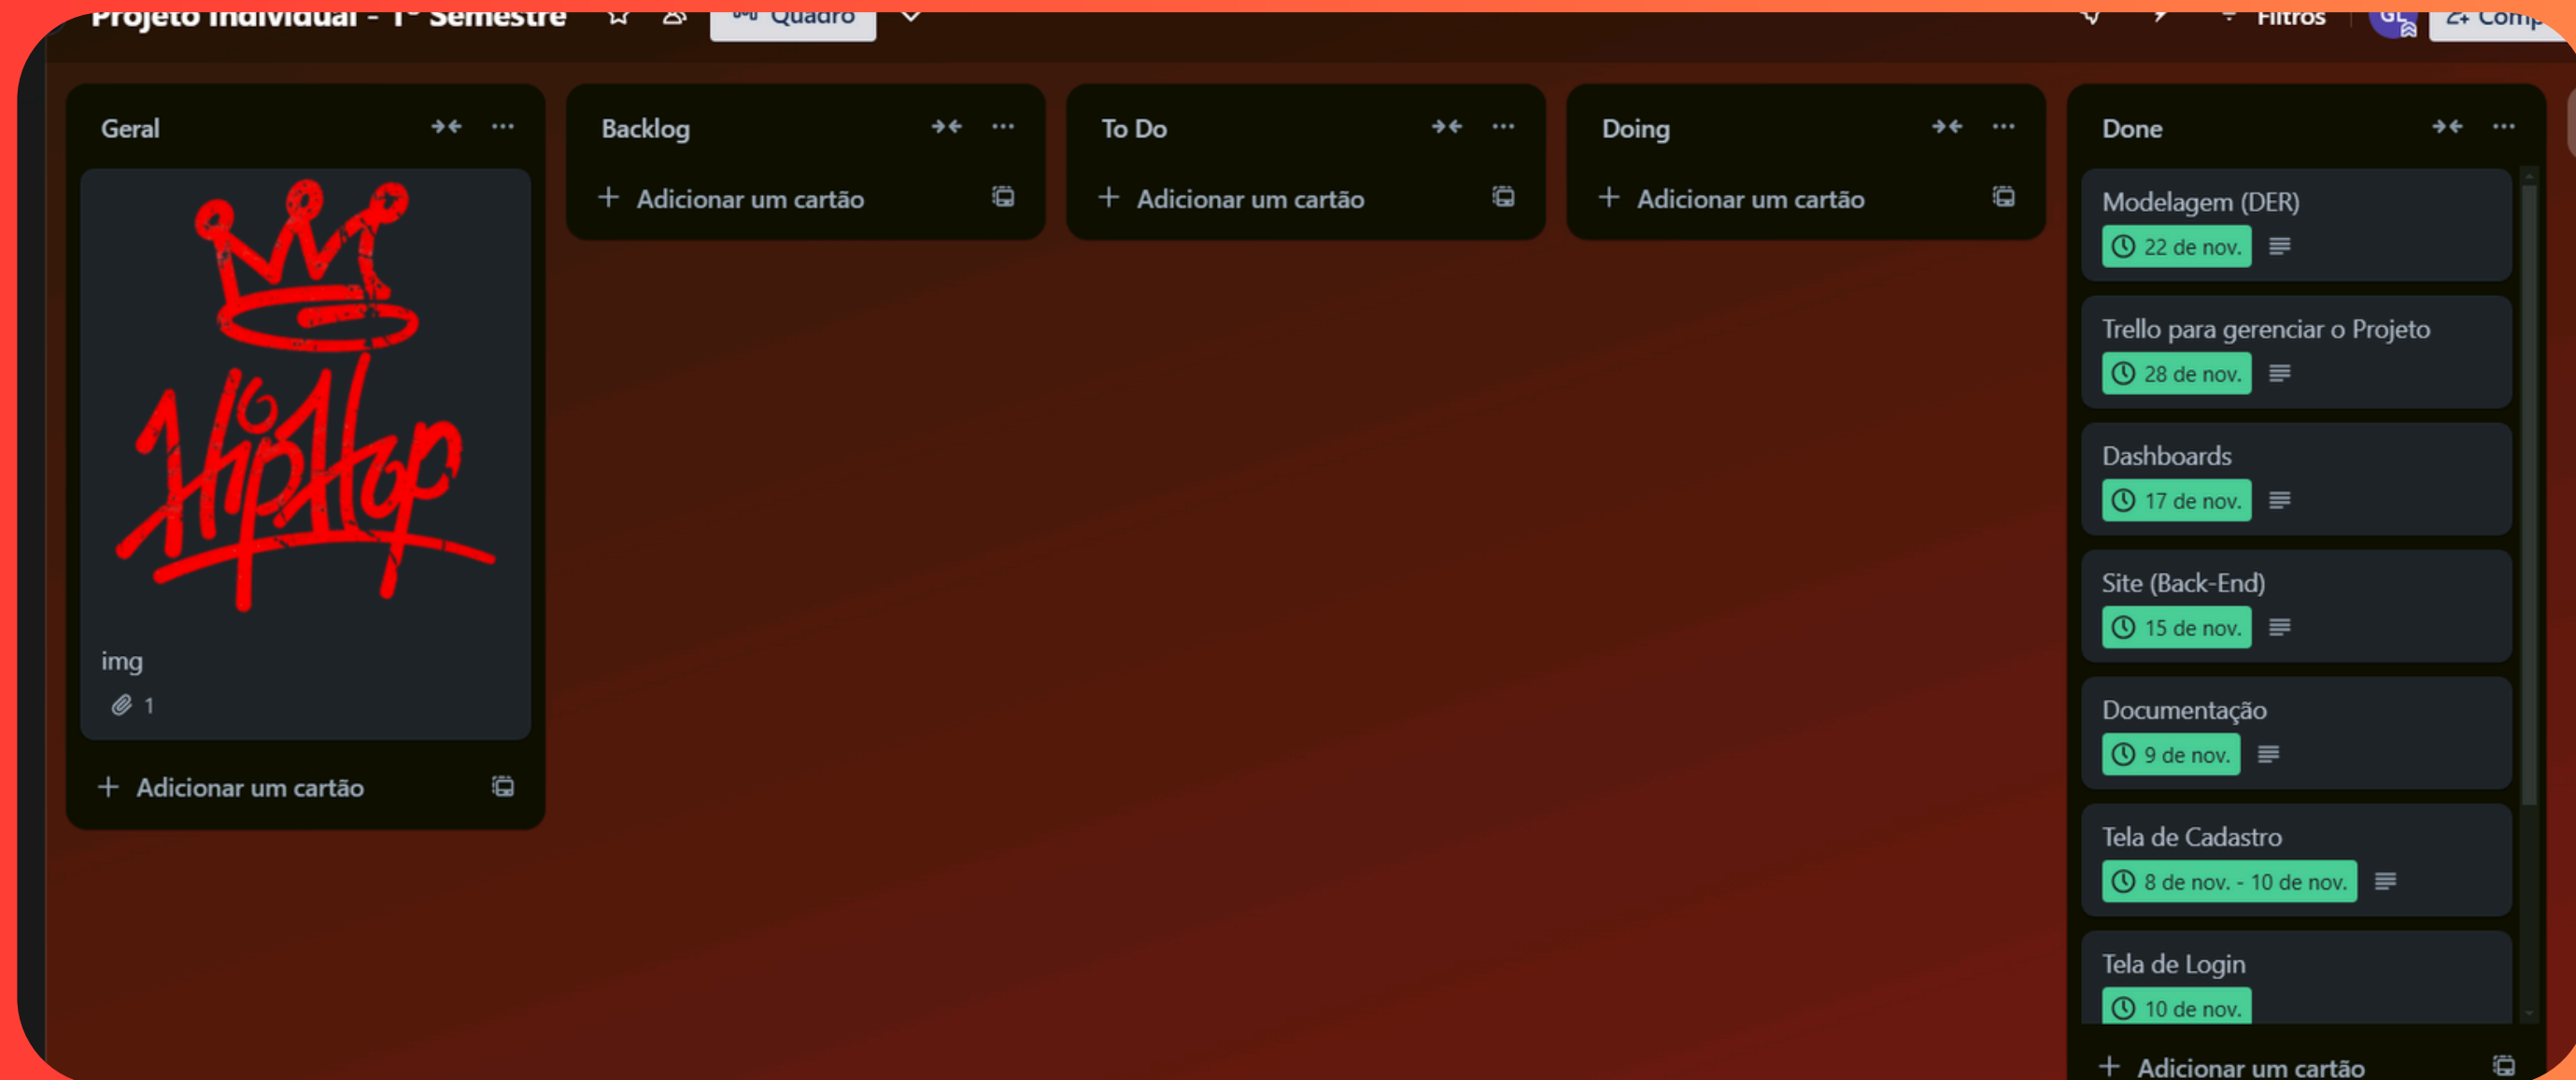 Projeto Individual - 1º Semestre
Quadro
Filtros
GL
Geral
HipHop
img
1
+ Adicionar um cartão
Backlog
+ Adicionar um cartão
To Do
+ Adicionar um cartão
Doing
+ Adicionar um cartão
Done
Modelagem (DER)
22 de nov.
Trello para gerenciar o Projeto
28 de nov.
Dashboards
17 de nov.
Site (Back-End)
15 de nov.
Documentação
9 de nov.
Tela de Cadastro
8 de nov. - 10 de nov.
Tela de Login
10 de nov.
+ Adicionar um cartão